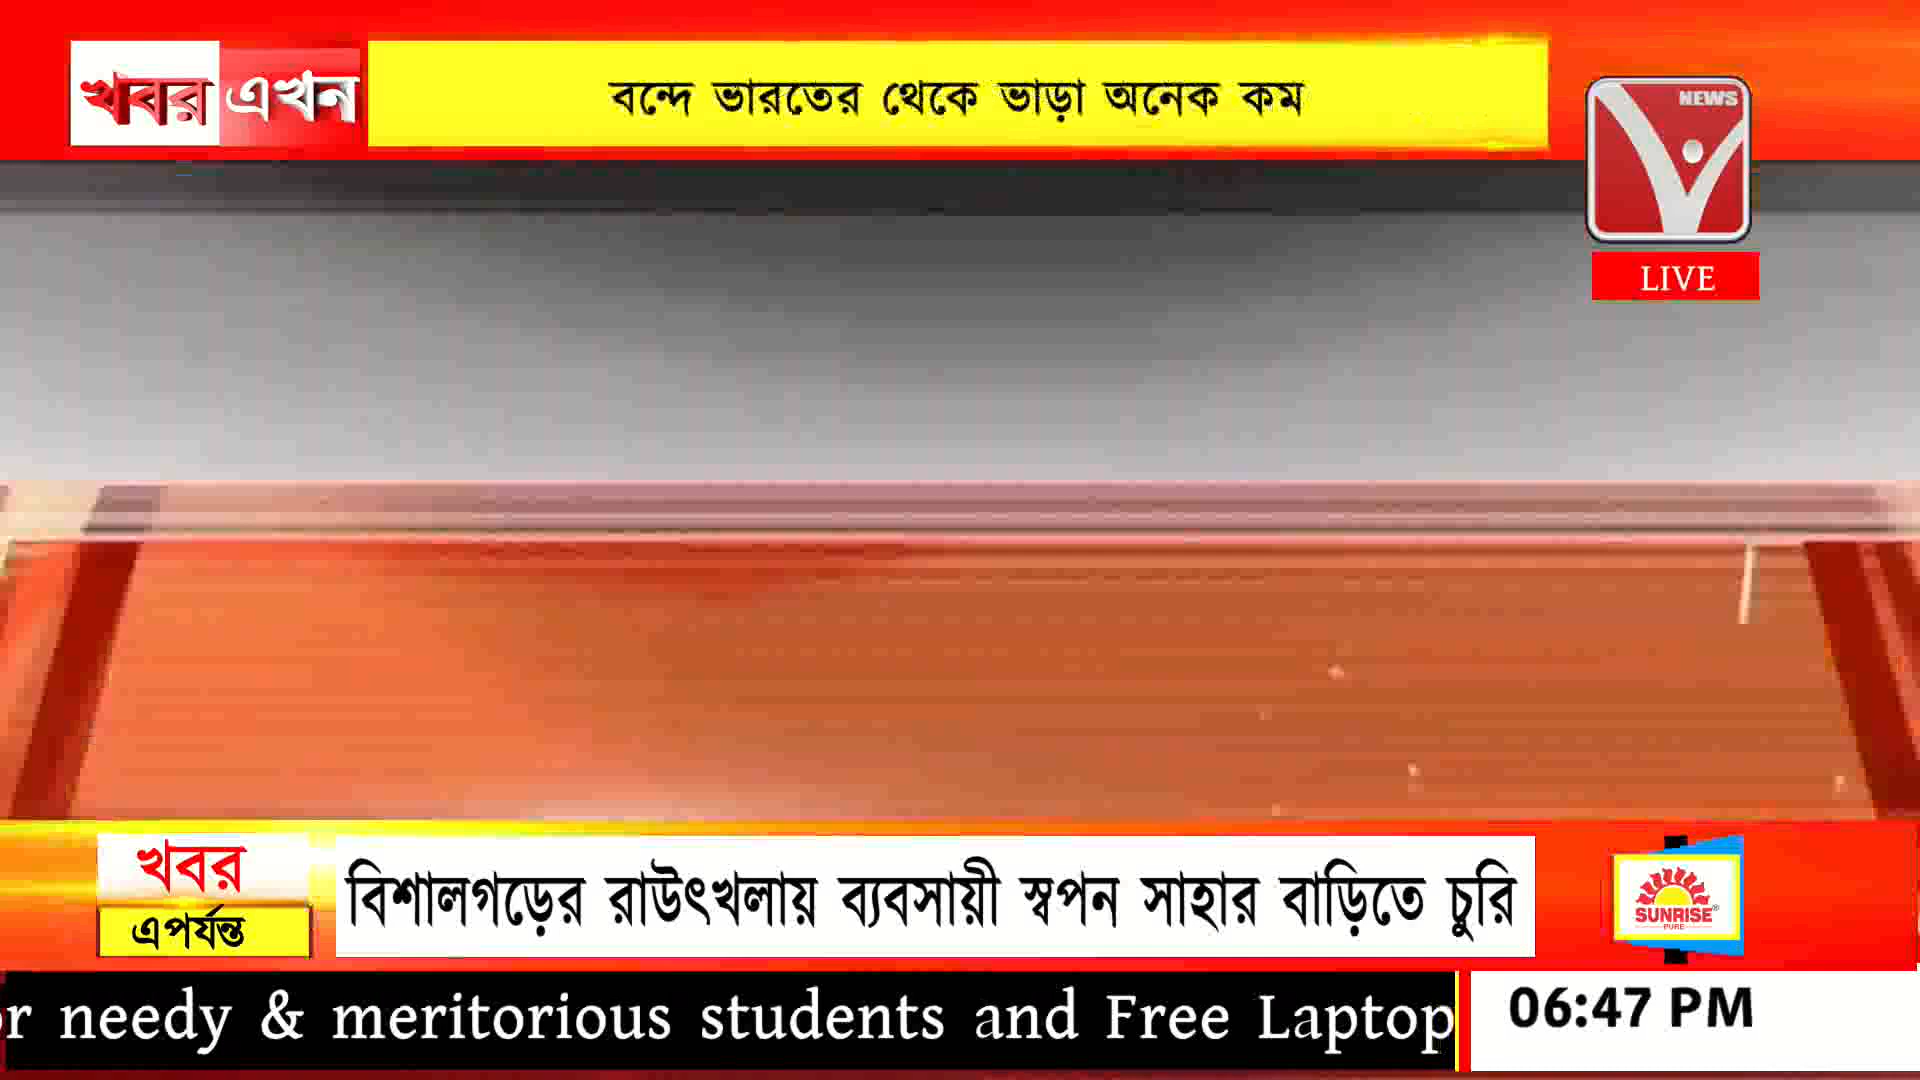 খবর এখন
বন্দে ভারতের থেকে ভাড়া অনেক কম
NEWS
LIVE
খবর
এপর্যন্ত
বিশালগড়ের রাউৎখলায় ব্যবসায়ী স্বপন সাহার বাড়িতে চুরি
SUNRISE
PURE
r needy & meritorious students and Free Laptop
06:47 PM